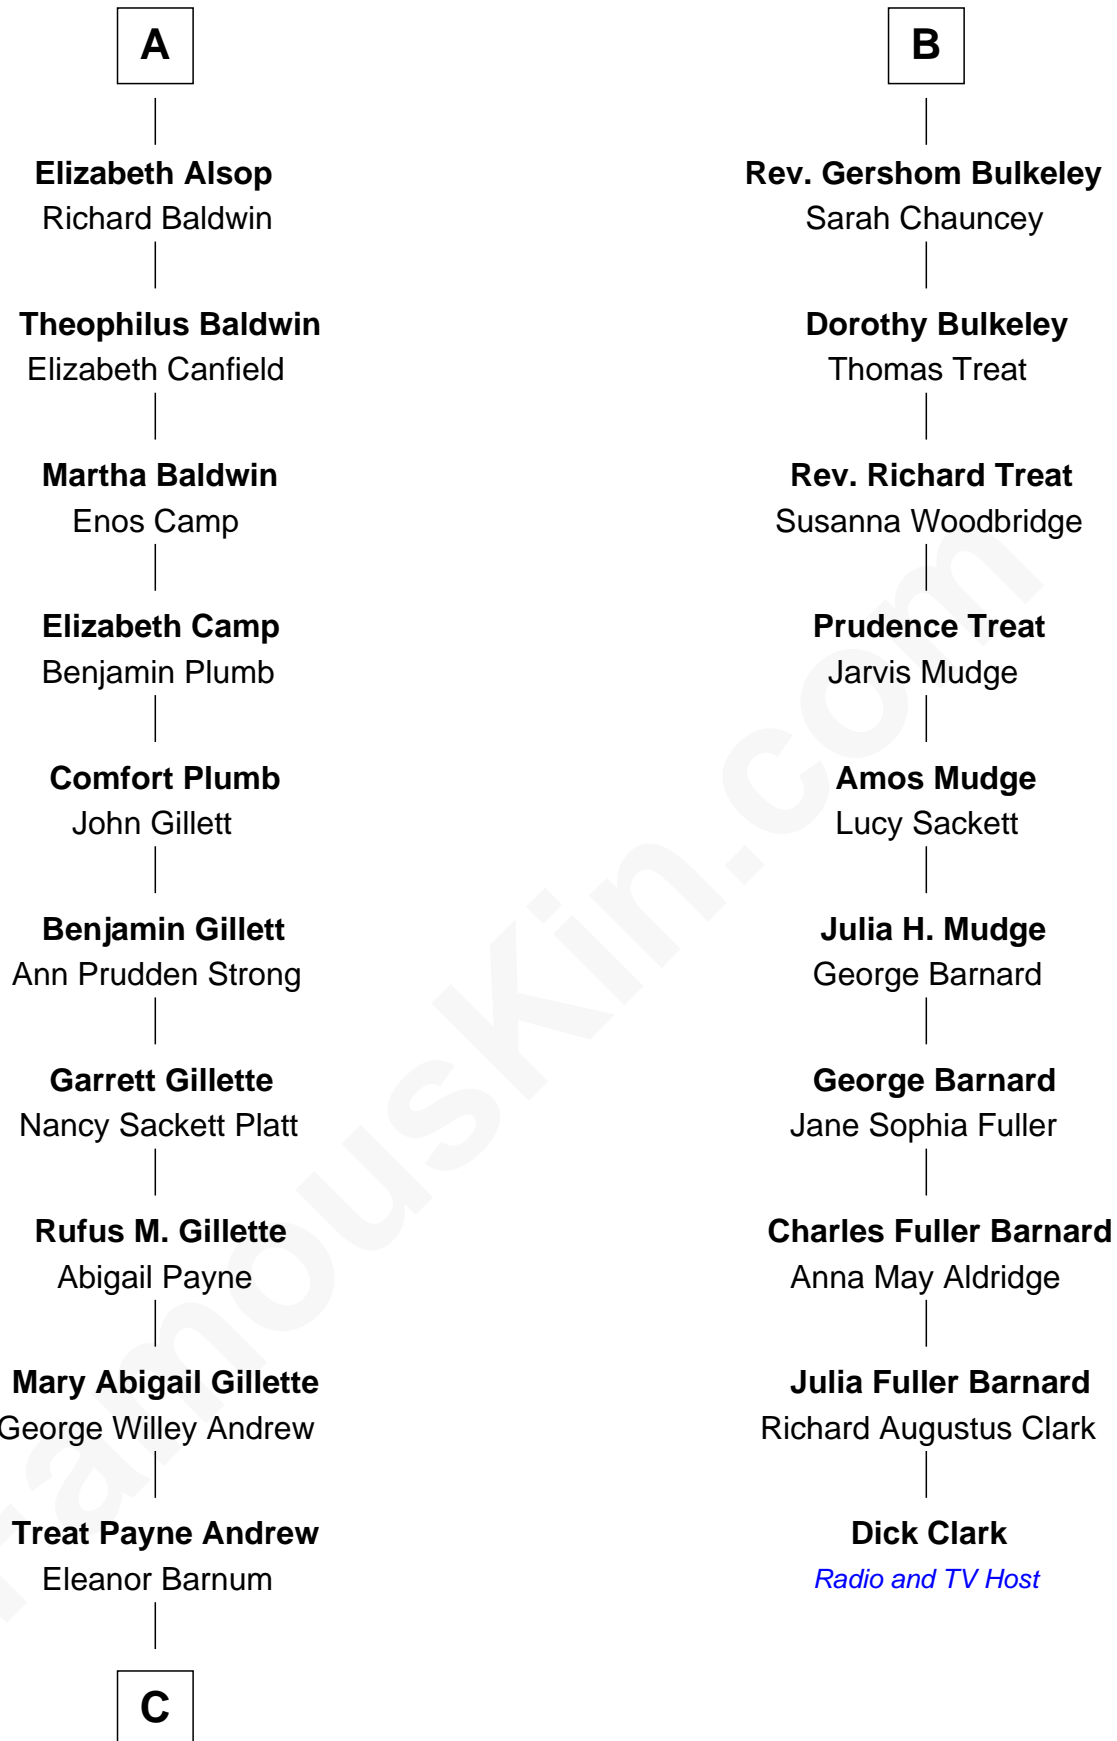 A
Elizabeth Alsop
Richard Baldwin
Theophilus Baldwin
Elizabeth Canfield
Martha Baldwin
Enos Camp
Elizabeth Camp
Benjamin Plumb
Comfort Plumb
John Gillett
Benjamin Gillett
Ann Prudden Strong
Garrett Gillette
Nancy Sackett Platt
Rufus M. Gillette
Abigail Payne
Mary Abigail Gillette
George Willey Andrew
Treat Payne Andrew
Eleanor Barnum
C
B
Rev. Gershom Bulkeley
Sarah Chauncey
Dorothy Bulkeley
Thomas Treat
Rev. Richard Treat
Susanna Woodbridge
Prudence Treat
Jarvis Mudge
Amos Mudge
Lucy Sackett
Julia H. Mudge
George Barnard
George Barnard
Jane Sophia Fuller
Charles Fuller Barnard
Anna May Aldridge
Julia Fuller Barnard
Richard Augustus Clark
Dick Clark
Radio and TV Host
FamousKin.com